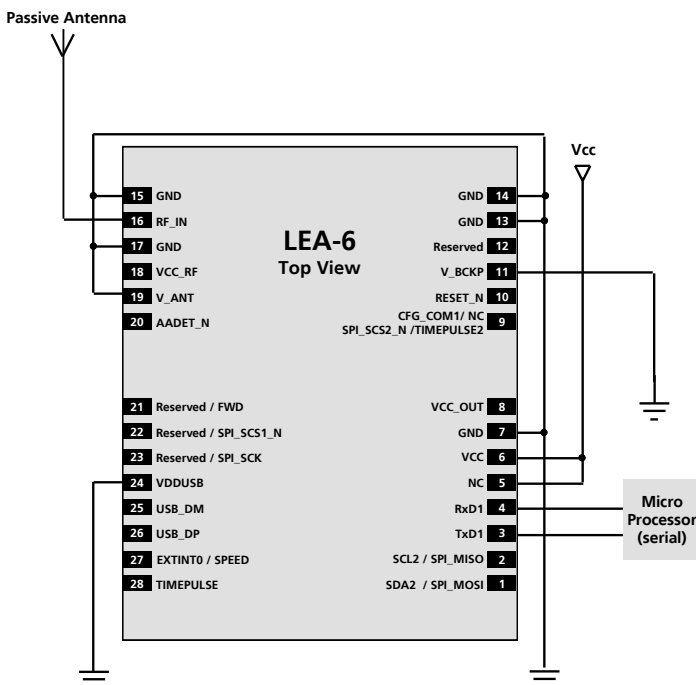 Passive Antenna
Vcc
LEA-6
Top View
15 GND
16 RF_IN
17 GND
18 VCC_RF
19 V_ANT
20 AADET_N
21 Reserved / FWD
22 Reserved / SPI_SCS1_N
23 Reserved / SPI_SCK
24 VDDUSB
25 USB_DM
26 USB_DP
27 EXTINT0 / SPEED
28 TIMEPULSE
GND 14
GND 13
Reserved 12
V_BCKP 11
RESET_N 10
CFG_COM1/ NC
SPI_SCS2_N /TIMEPULSE2 9
VCC_OUT 8
GND 7
VCC 6
NC 5
RxD1 4
TxD1 3
SCL2 / SPI_MISO 2
SDA2 / SPI_MOSI 1
Micro
Processor
(serial)